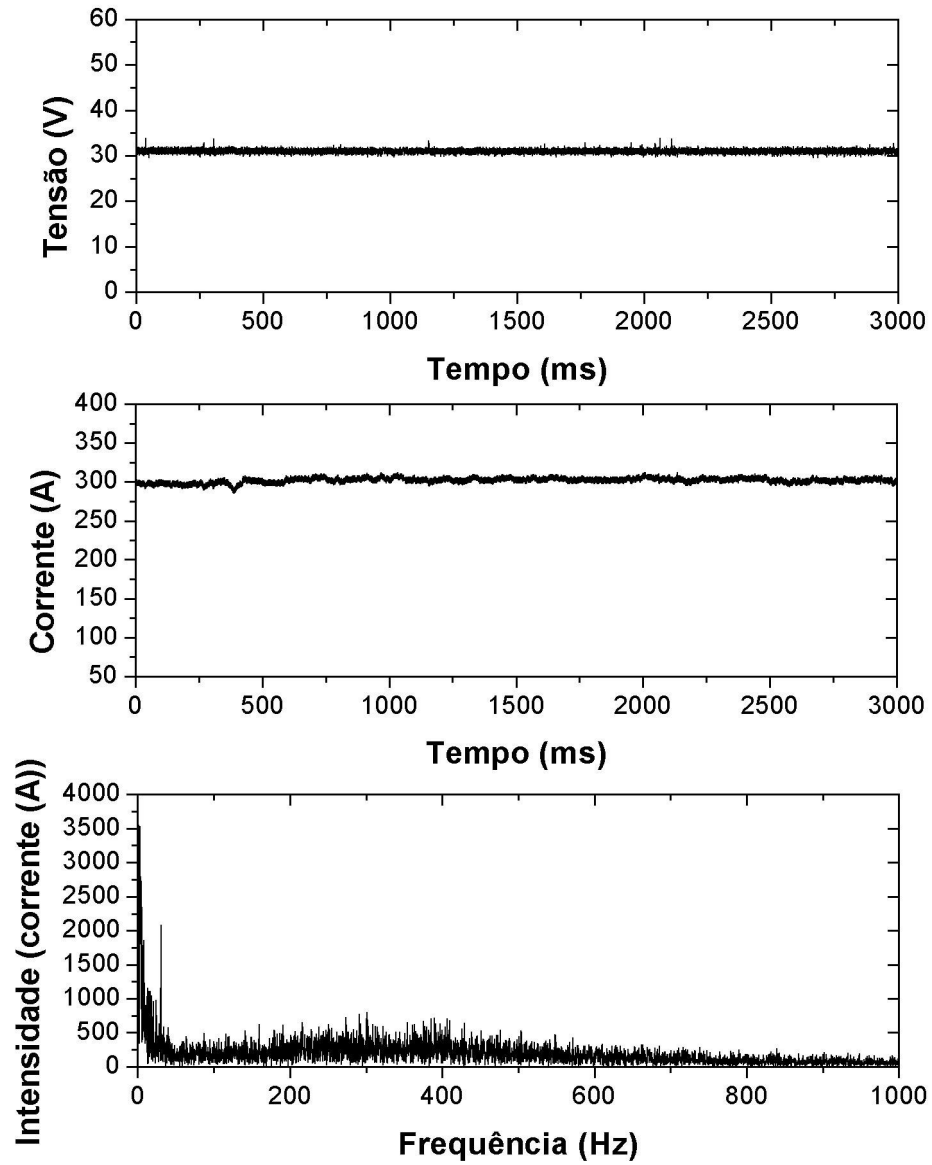 60
50
40
30
20
10
0
Tensão (V)
0 500 1000 1500 2000 2500 3000
Tempo (ms)
400
350
300
250
200
150
100
50
Corrente (A)
0 500 1000 1500 2000 2500 3000
Tempo (ms)
4000
3500
3000
2500
2000
1500
1000
500
0
Intensidade (corrente (A))
0 200 400 600 800 1000
Frequência (Hz)